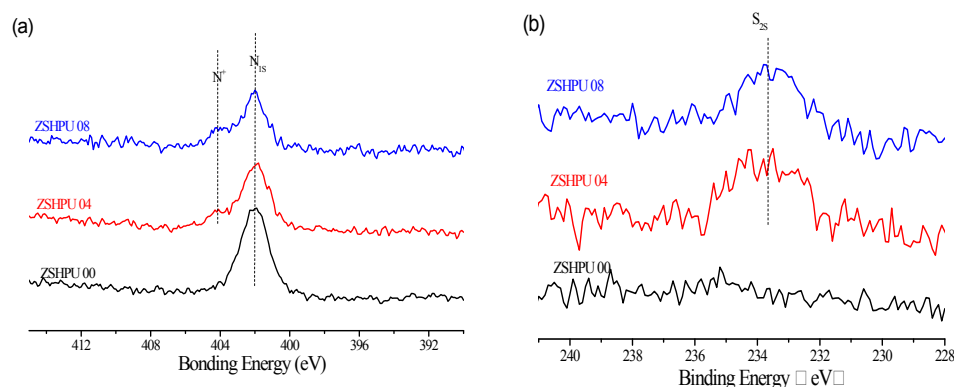 (a)
N⁺
N₁S
ZSHPU 08
ZSHPU 04
ZSHPU 00
412 408 404 400 396 392
Bonding Energy (eV)
(b)
S₂S
ZSHPU 08
ZSHPU 04
ZSHPU 00
240 238 236 234 232 230 228
Binding Energy □ eV□